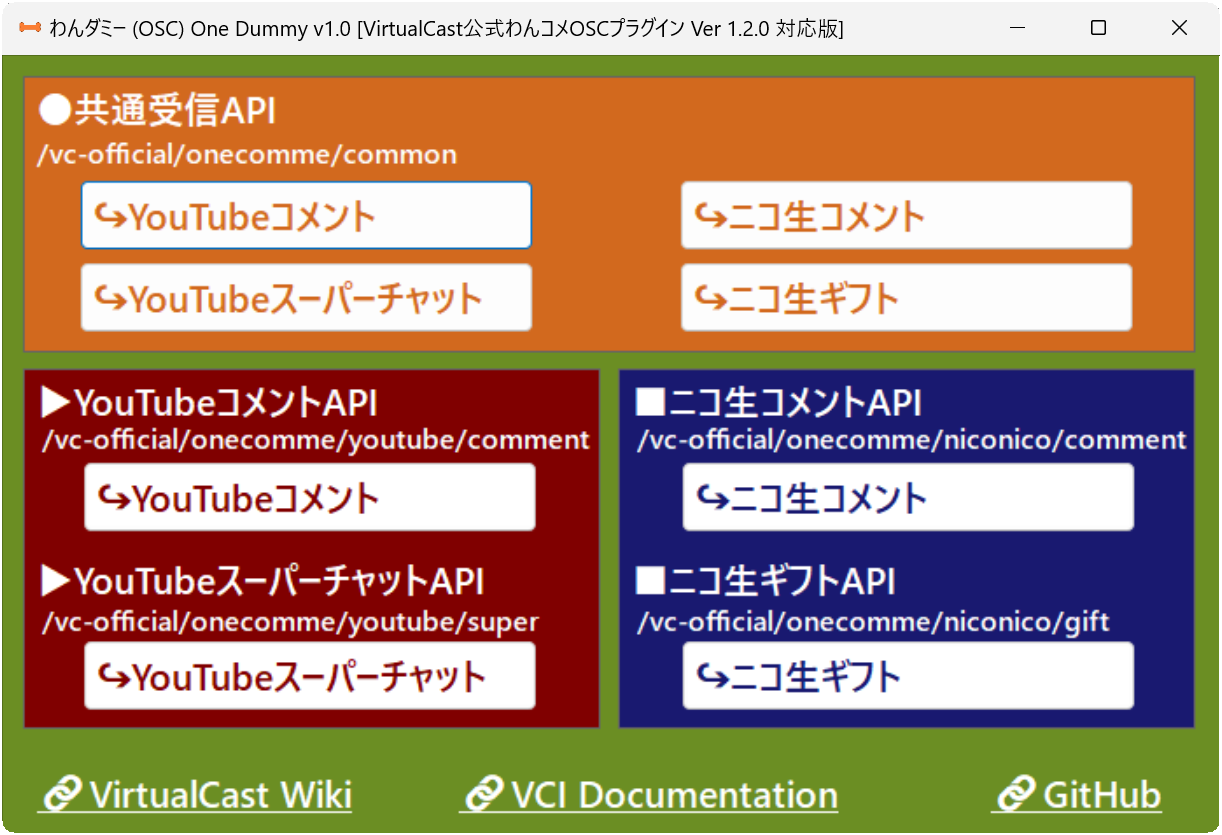 わんダミー (OSC) One Dummy v1.0 [VirtualCast公式わんコメOSCプラグイン Ver 1.2.0 対応版]
●共通受信API
/vc-official/onecomme/common
↪YouTubeコメント
↪ニコ生コメント
↪YouTubeスーパーチャット
↪ニコ生ギフト
▶YouTubeコメントAPI
/vc-official/onecomme/youtube/comment
↪YouTubeコメント
▶YouTubeスーパーチャットAPI
/vc-official/onecomme/youtube/super
↪YouTubeスーパーチャット
■ニコ生コメントAPI
/vc-official/onecomme/niconico/comment
↪ニコ生コメント
■ニコ生ギフトAPI
/vc-official/onecomme/niconico/gift
↪ニコ生ギフト
🔗VirtualCast Wiki
🔗VCI Documentation
🔗GitHub